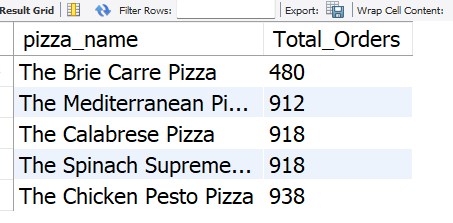 Result Grid Filter Rows: Export: Wrap Cell Content:
pizza_name Total_Orders
The Brie Carre Pizza 480
The Mediterranean Pi... 912
The Calabrese Pizza 918
The Spinach Supreme... 918
The Chicken Pesto Pizza 938